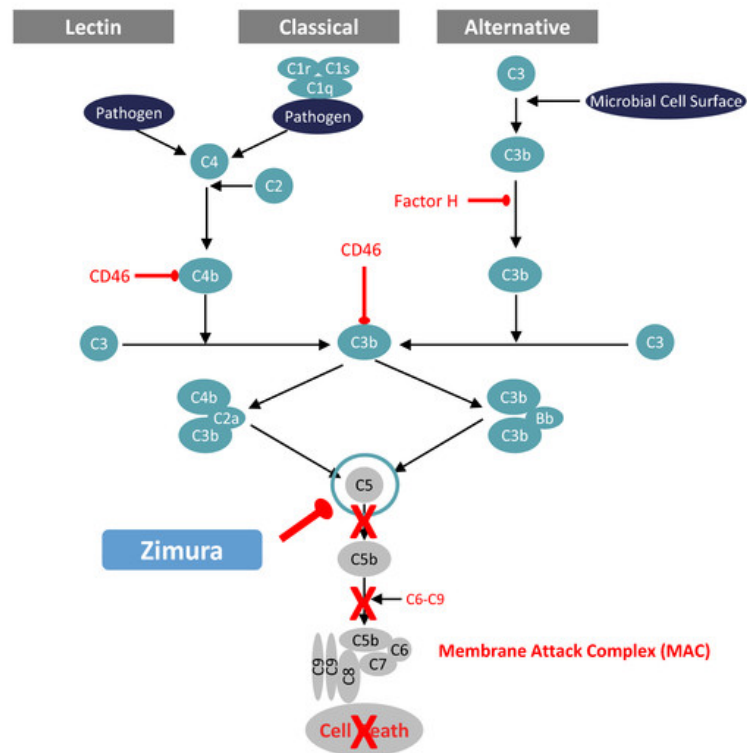 Lectin
Classical
Alternative
C1r
C1s
C1q
C3
Pathogen
Pathogen
Microbial Cell Surface
C4
C3b
C2
Factor H
CD46
CD46
C4b
C3b
C3
C3b
C3
C4b
C2a
C3b
C3b
Bb
C3b
C5
Zimura
C5b
C6-C9
C5b
C6
C7
C8
C9
C9
Membrane Attack Complex (MAC)
Cell eath